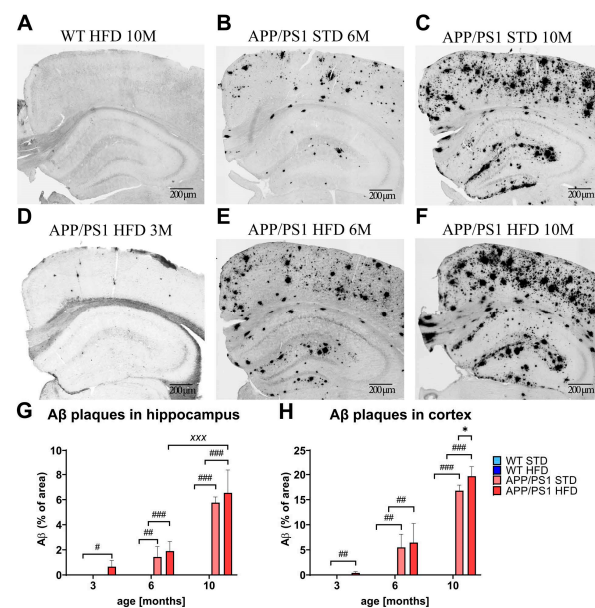 A
WT HFD 10M
200μm
B
APP/PS1 STD 6M
200μm
C
APP/PS1 STD 10M
200μm
D
APP/PS1 HFD 3M
200μm
E
APP/PS1 HFD 6M
200μm
F
APP/PS1 HFD 10M
200μm
G Aβ plaques in hippocampus
Aβ (% of area)
10
8
6
4
2
0
#
##
###
xxx
###
###
3 6 10
age [months]
H Aβ plaques in cortex
Aβ (% of area)
25
20
15
10
5
0
##
##
##
###
###
*
3 6 10
age [months]
WT STD
WT HFD
APP/PS1 STD
APP/PS1 HFD